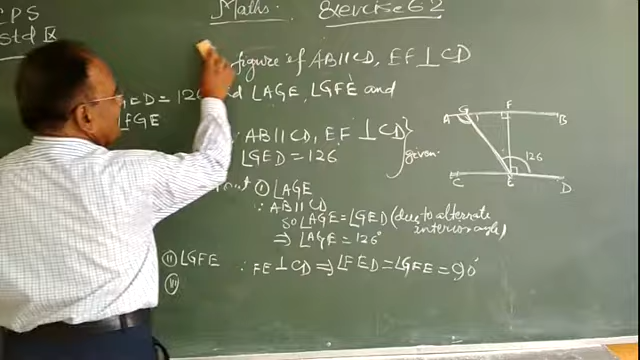 CPS
Std IX
Maths. Exercise 6.2
figure if AB||CD, EF⊥CD
GED = 126
∠AGE, ∠GFE and
∠FGE
AB||CD, EF ⊥ CD
∠GED = 126° } given
① ∠AGE
∵ AB||CD
so ∠AGE = ∠GED (due to alternate
interior angle)
⇒ ∠AGE = 126°
ⅱ ∠GFE ∵ FE⊥CD ⇒ ∠FED = ∠GFE = 90°
ⅲ
A G F B
126
C E D